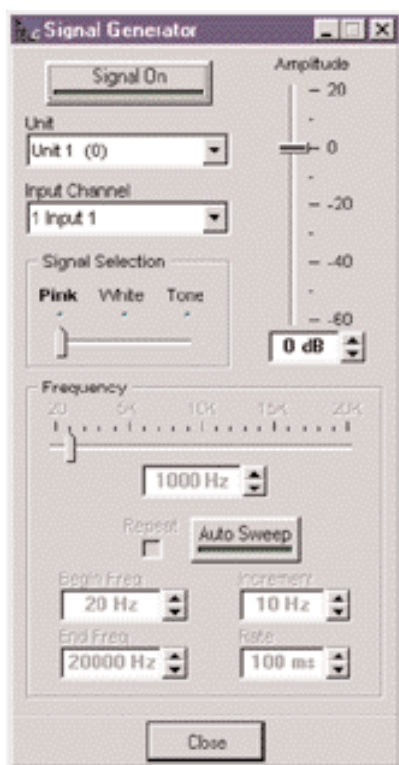 Signal Generator
Signal On
Amplitude
20
0
-20
-40
-60
0 dB
Unit
Unit 1 (0)
Input Channel
1 Input 1
Signal Selection
Pink White Tone
Frequency
20 5K 10K 15K 20K
1000 Hz
Repeat
Auto Sweep
Begin Freq Increment
20 Hz 10 Hz
End Freq Rate
20000 Hz 100 ms
Close